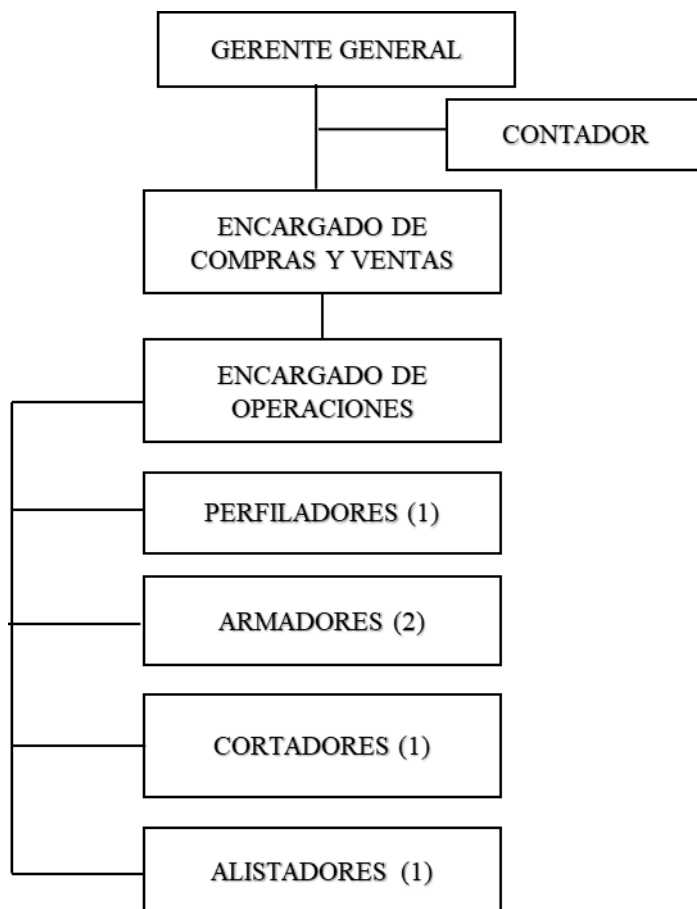 GERENTE GENERAL
CONTADOR
ENCARGADO DE
COMPRAS Y VENTAS
ENCARGADO DE
OPERACIONES
PERFILADORES (1)
ARMADORES (2)
CORTADORES (1)
ALISTADORES (1)